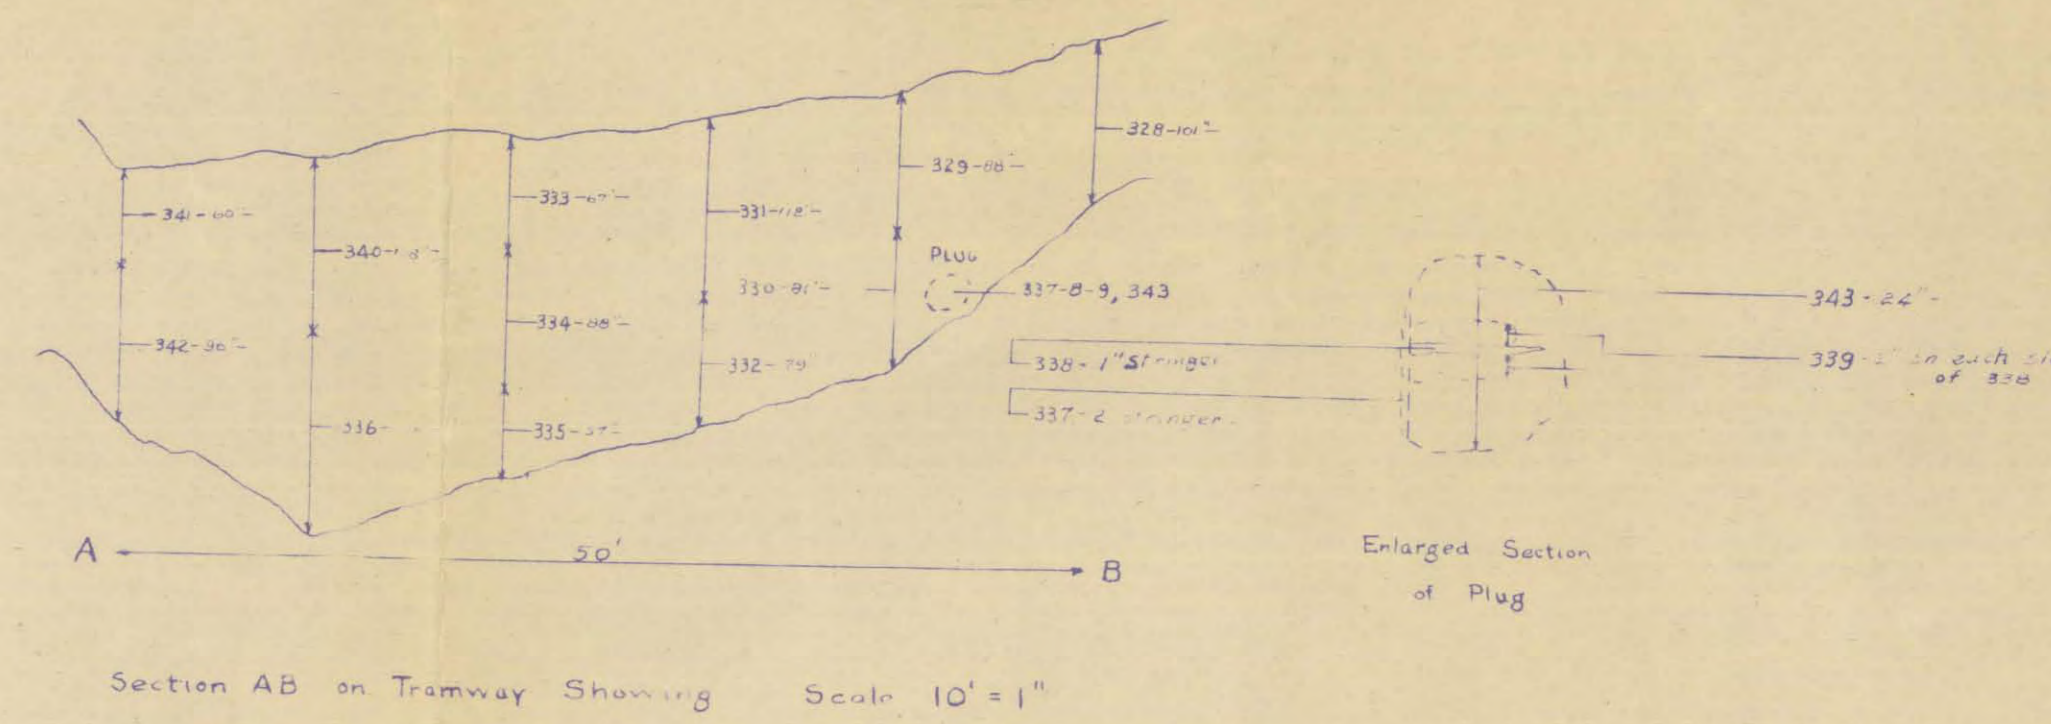 328-101"
329-88"
333-67"
331-118"
341-60"
340-
PLUG
330-81"
337-8-9, 343
343-24"
334-88"
342-96"
332-79"
338-1" Stringer
339- on each
of 338
337-2 stringer
336-
335-57"
A 50' B
Enlarged Section
of Plug
Section AB on Tramway Showing Scale 10' = 1"